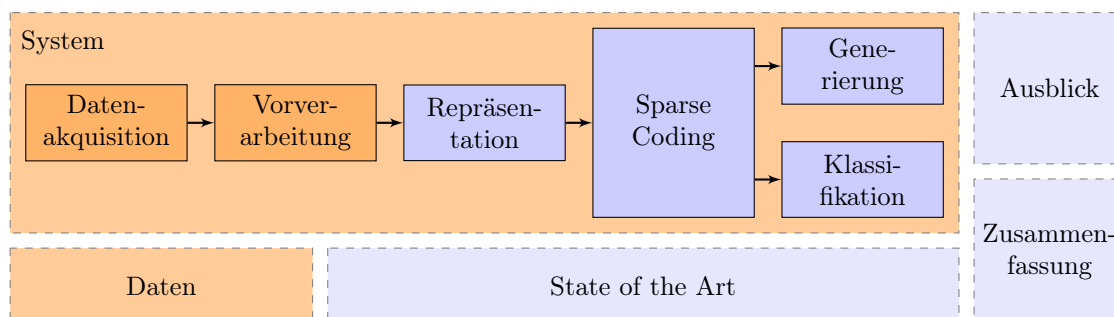 System
Daten-
akquisition
Vorver-
arbeitung
Repräsen-
tation
Sparse
Coding
Gene-
rierung
Klassi-
fikation
Ausblick
Zusammen-
fassung
Daten
State of the Art